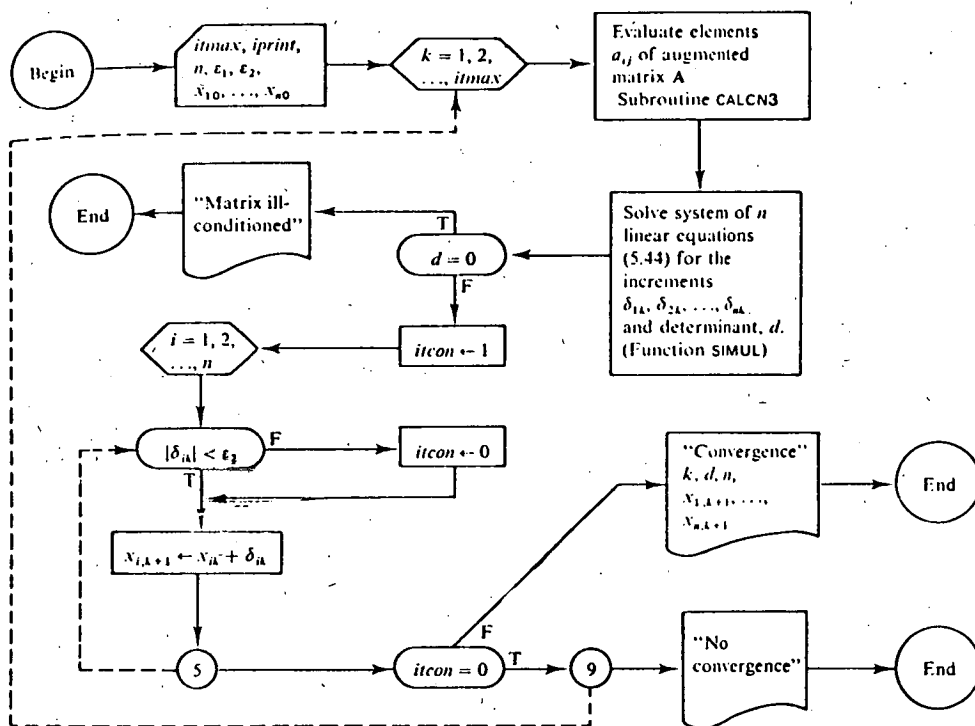 Begin
itmax, iprint,
n, ε₁, ε₂,
x₁₀, ..., xₙ₀
k = 1, 2,
..., itmax
Evaluate elements
aᵢⱼ of augmented
matrix A
Subroutine CALCN3
End
"Matrix ill-
conditioned"
T
d = 0
F
Solve system of n
linear equations
(5.44) for the
increments
δ₁ₖ, δ₂ₖ, ..., δₙₖ
and determinant, d.
(Function SIMUL)
i = 1, 2,
..., n
itcon ← 1
|δᵢₖ| < ε₂
F
T
itcon ← 0
"Convergence"
k, d, n,
x₁,ₖ₊₁, ...,
xₙ,ₖ₊₁
End
xᵢ,ₖ₊₁ ← xᵢₖ + δᵢₖ
5
itcon = 0
F
T
9
"No
convergence"
End